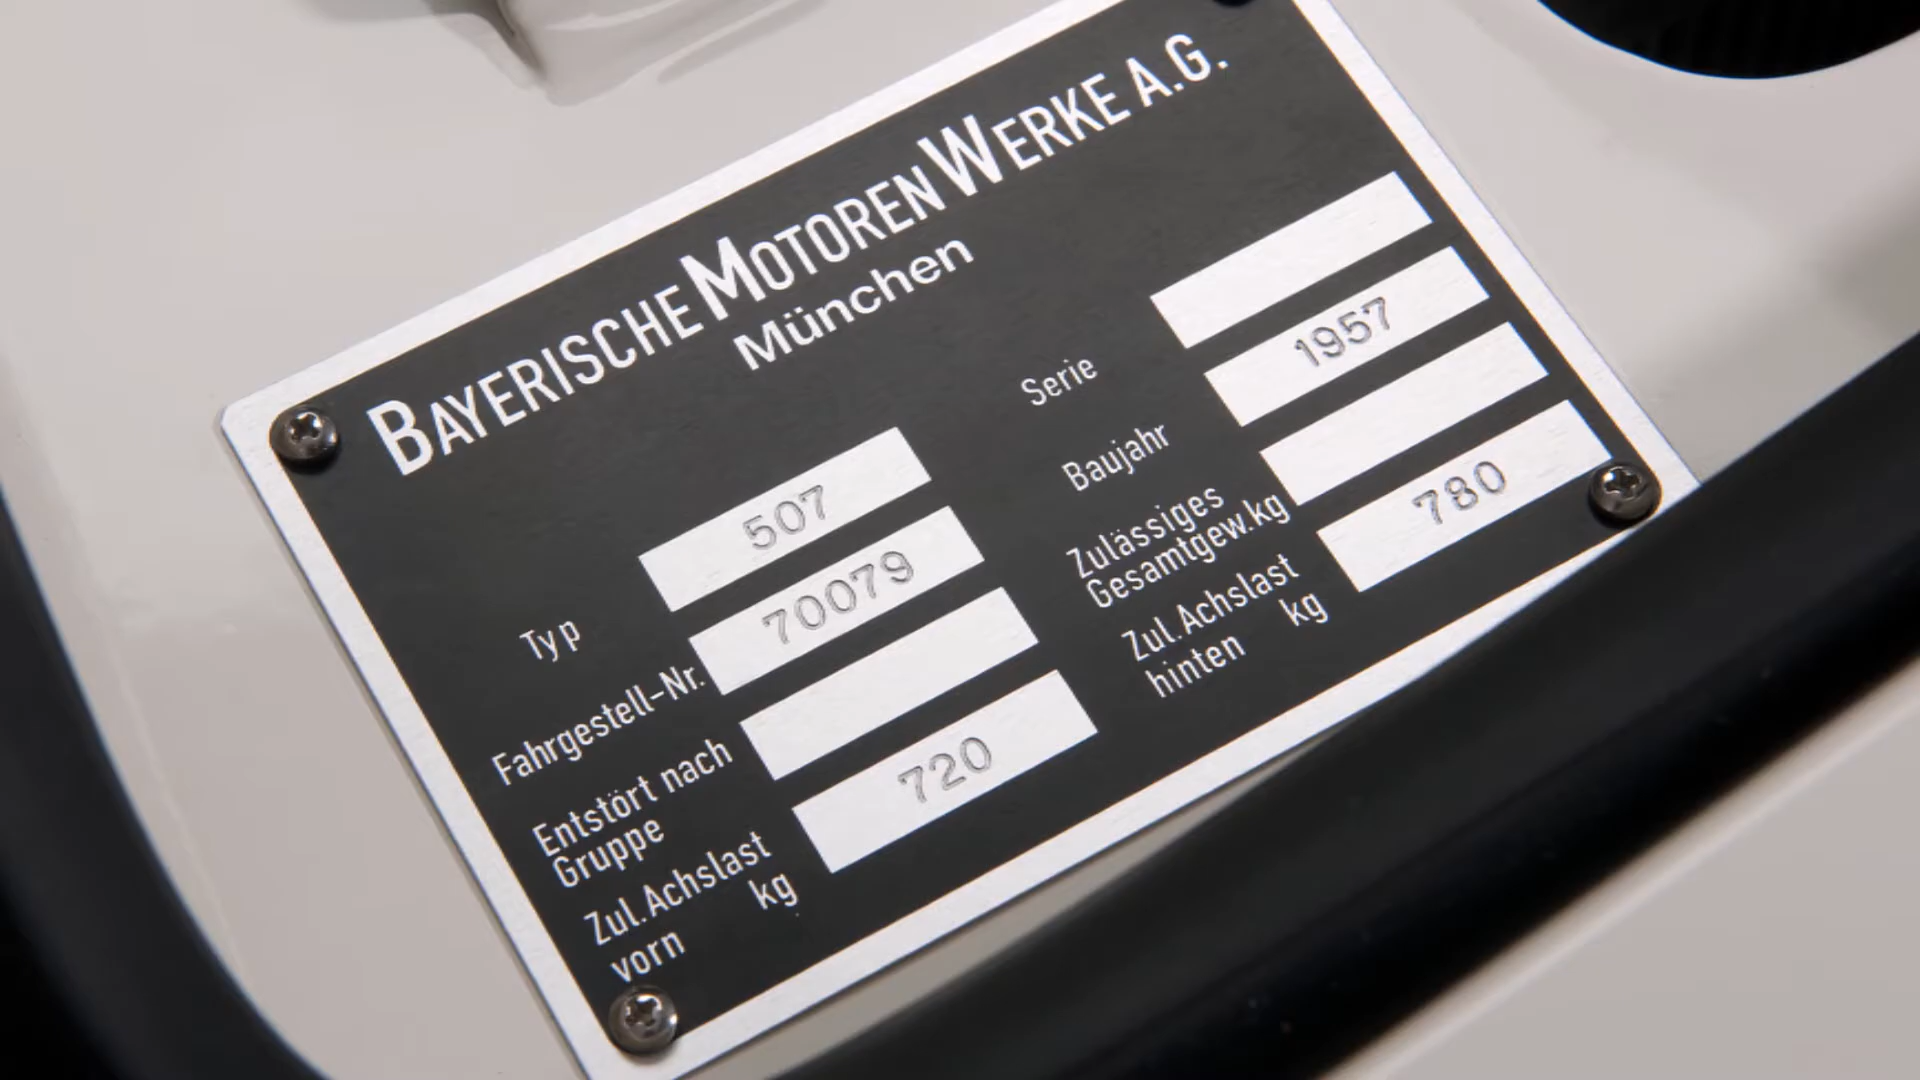 BAYERISCHE MOTOREN WERKE A.G.
München
Typ 507
Fahrgestell-Nr. 70079
Entstört nach
Gruppe
Zul.Achslast
vorn kg 720
Serie
Baujahr 1957
Zulässiges
Gesamtgew.kg
Zul.Achslast
hinten kg 780